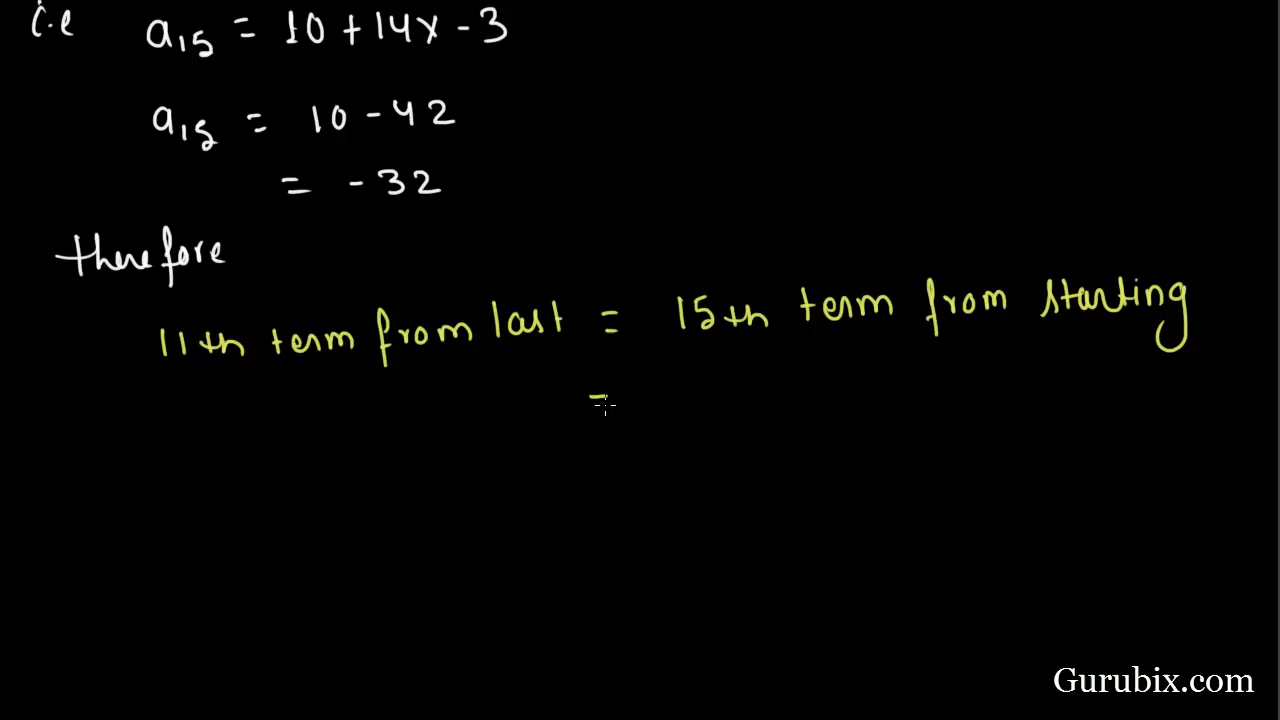 i.e a15 = 10 + 14x - 3
a15 = 10 - 42
= - 32
therefore
11th term from last = 15th term from starting
=
Gurubix.com